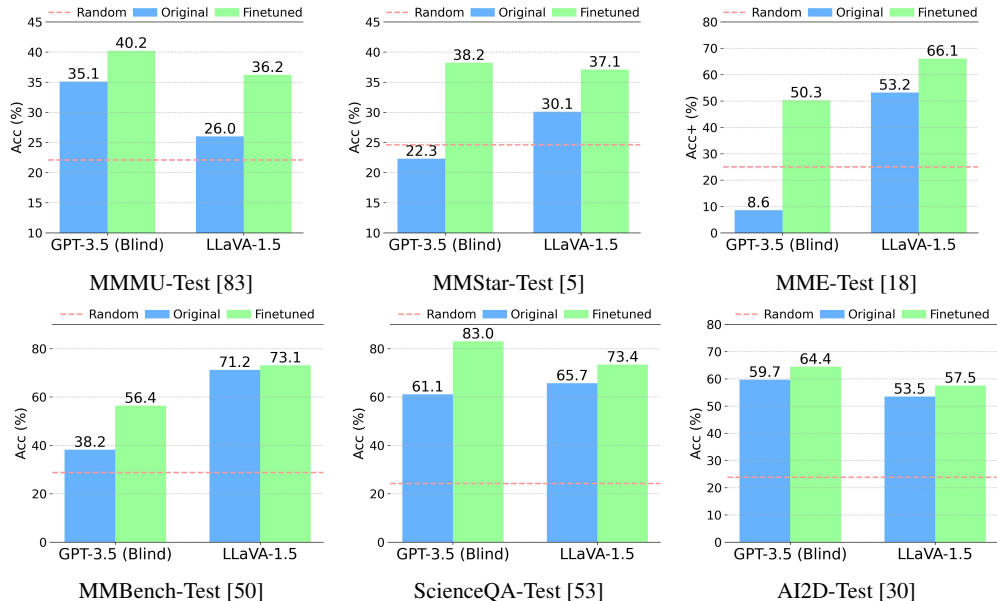 Random Original Finetuned
Random Original Finetuned
Random Original Finetuned
45
40
35
30
25
20
15
10
Acc (%)
35.1
40.2
26.0
36.2
GPT-3.5 (Blind) LLaVA-1.5
MMMU-Test [83]
45
40
35
30
25
20
15
10
Acc (%)
22.3
38.2
30.1
37.1
GPT-3.5 (Blind) LLaVA-1.5
MMStar-Test [5]
80
70
60
50
40
30
20
10
0
Acc+ (%)
8.6
50.3
53.2
66.1
GPT-3.5 (Blind) LLaVA-1.5
MME-Test [18]
Random Original Finetuned
Random Original Finetuned
Random Original Finetuned
80
60
40
20
0
Acc (%)
38.2
56.4
71.2
73.1
GPT-3.5 (Blind) LLaVA-1.5
MMBench-Test [50]
80
60
40
20
0
Acc (%)
61.1
83.0
65.7
73.4
GPT-3.5 (Blind) LLaVA-1.5
ScienceQA-Test [53]
80
70
60
50
40
30
20
10
0
Acc (%)
59.7
64.4
53.5
57.5
GPT-3.5 (Blind) LLaVA-1.5
AI2D-Test [30]